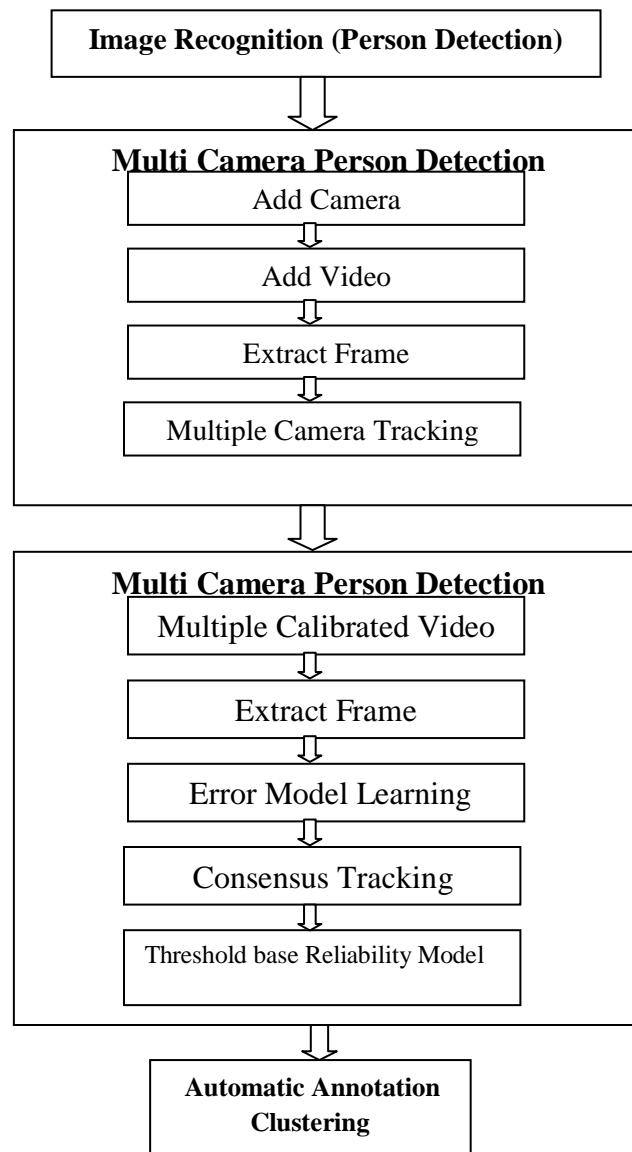 Image Recognition (Person Detection)
Multi Camera Person Detection
Add Camera
Add Video
Extract Frame
Multiple Camera Tracking
Multi Camera Person Detection
Multiple Calibrated Video
Extract Frame
Error Model Learning
Consensus Tracking
Threshold base Reliability Model
Automatic Annotation
Clustering